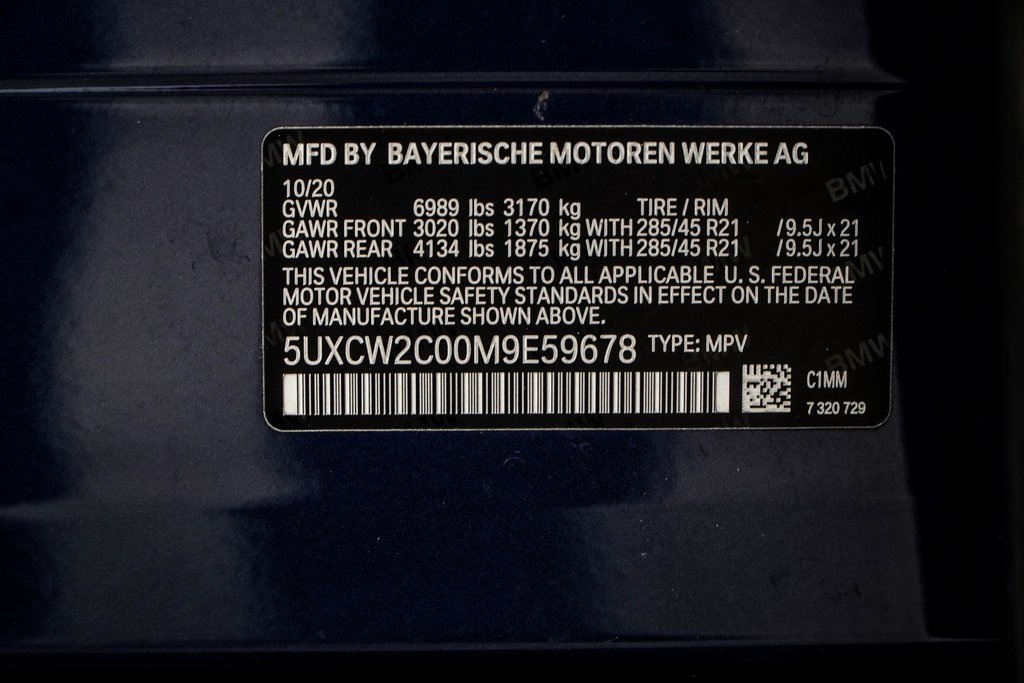 MFD BY BAYERISCHE MOTOREN WERKE AG
10/20
GVWR 6989 lbs 3170 kg TIRE / RIM
GAWR FRONT 3020 lbs 1370 kg WITH 285/45 R21 / 9.5J x 21
GAWR REAR 4134 lbs 1875 kg WITH 285/45 R21 / 9.5J x 21
THIS VEHICLE CONFORMS TO ALL APPLICABLE U. S. FEDERAL
MOTOR VEHICLE SAFETY STANDARDS IN EFFECT ON THE DATE
OF MANUFACTURE SHOWN ABOVE.
5UXCW2C00M9E59678 TYPE: MPV
C1MM
7 320 729